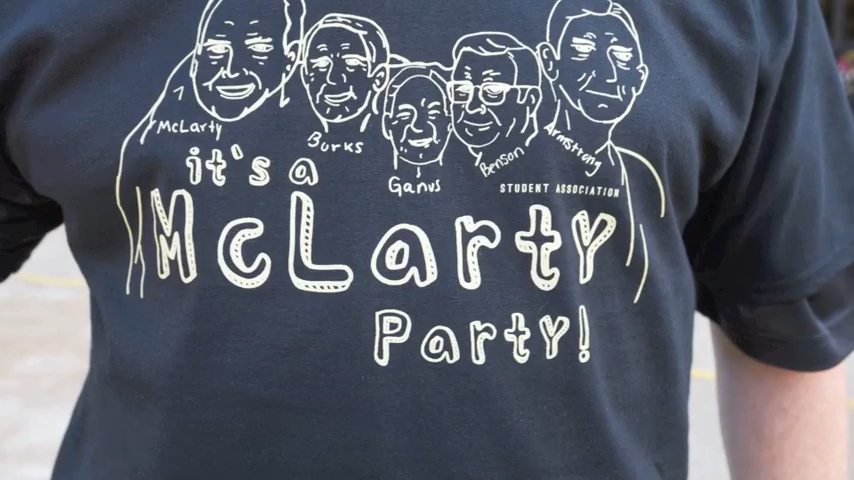 McLarty
Burks
Ganus
Benson
Armstrong
STUDENT ASSOCIATION
it's a
McLarty
Party!